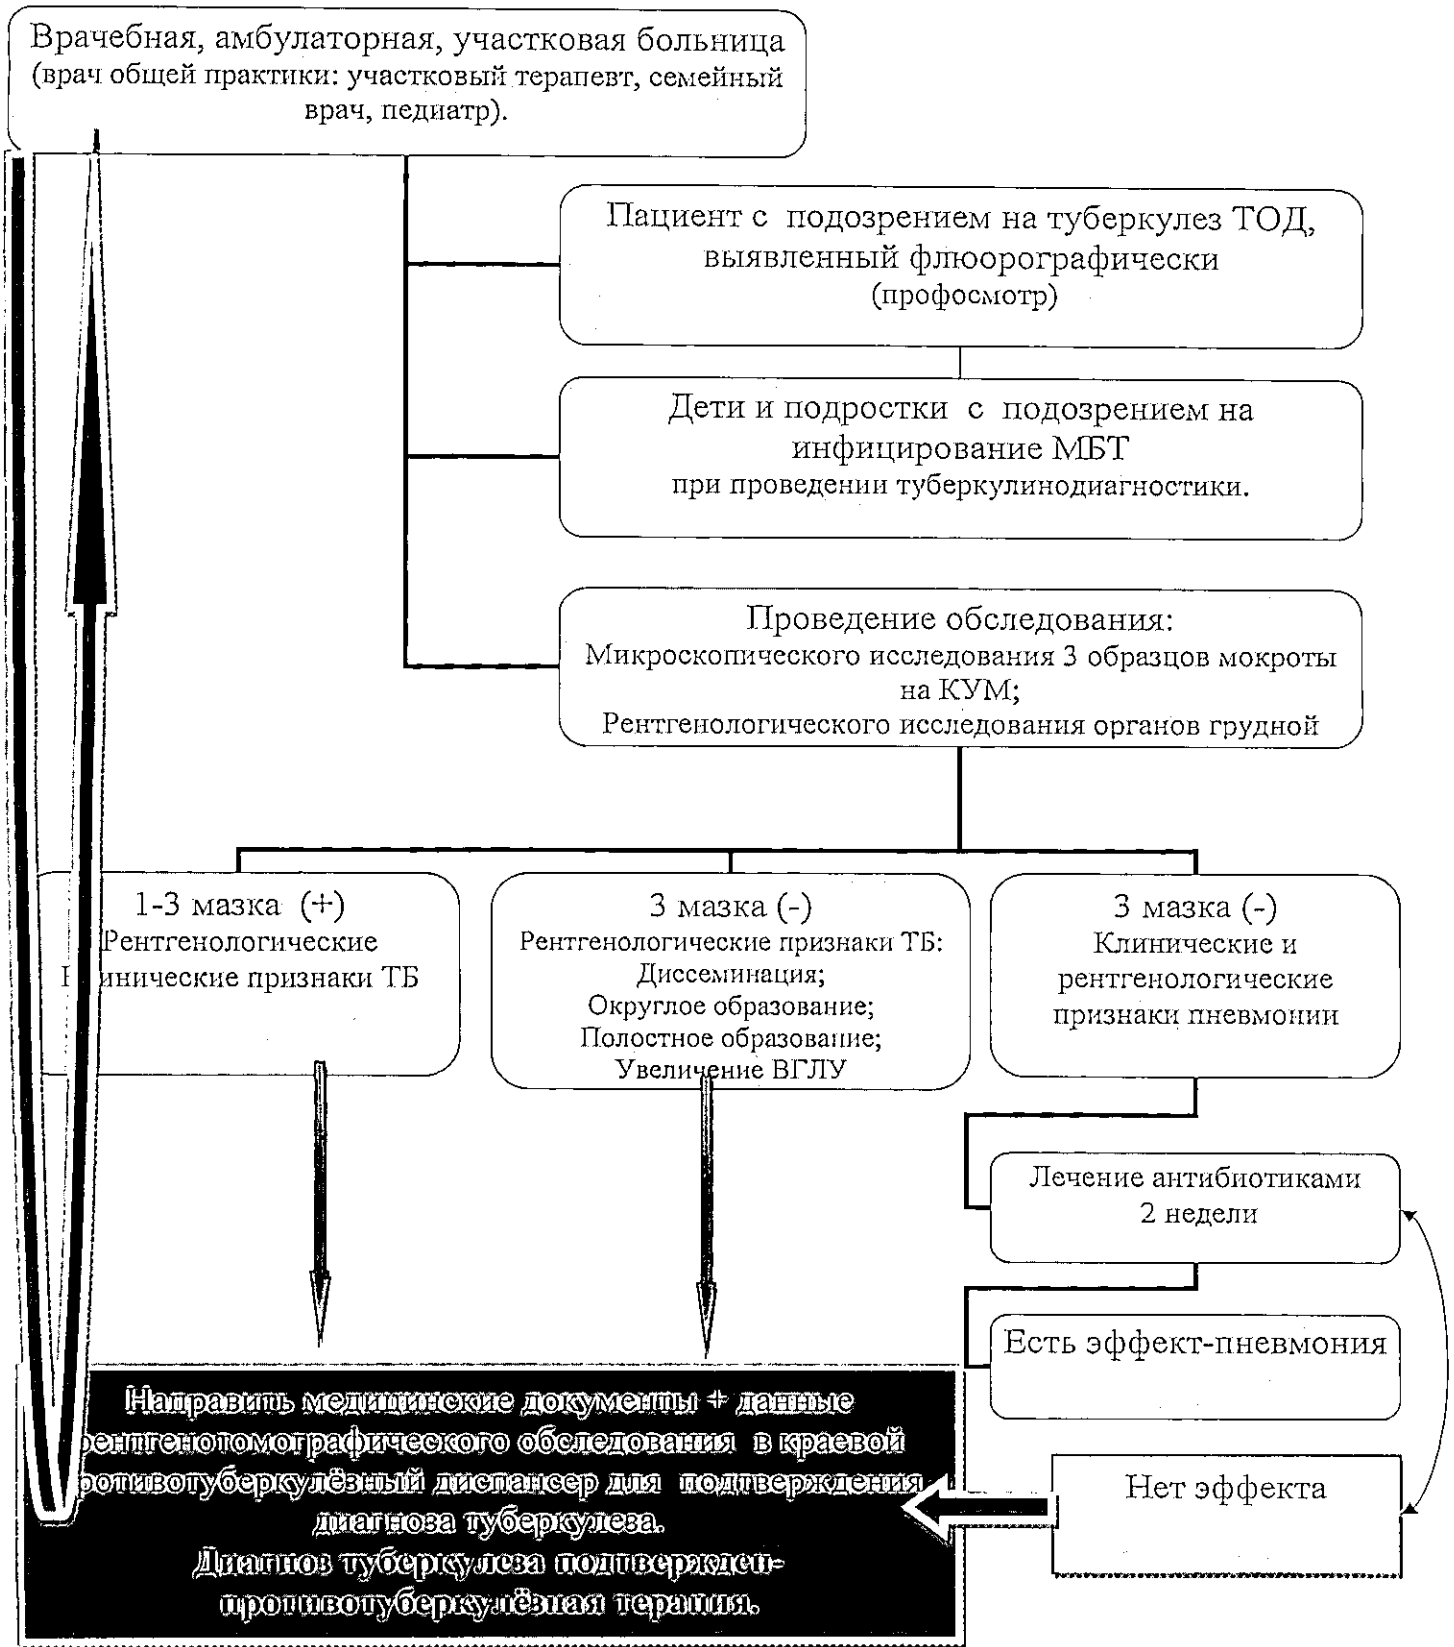 Врачебная, амбулаторная, участковая больница
(врач общей практики: участковый терапевт, семейный
врач, педиатр).
Пациент с подозрением на туберкулез ТОД,
выявленный флюорографически
(профосмотр)
Дети и подростки с подозрением на
инфицирование МБТ
при проведении туберкулинодиагностики.
Проведение обследования:
Микроскопического исследования 3 образцов мокроты
на КУМ;
Рентгенологического исследования органов грудной
1-3 мазка (+)
Рентгенологические
признаки ТБ
3 мазка (-)
Рентгенологические признаки ТБ:
Диссеминация;
Округлое образование;
Полостное образование;
Увеличение ВГЛУ
3 мазка (-)
Клинические и
рентгенологические
признаки пневмонии
Лечение антибиотиками
2 недели
Есть эффект-пневмония
Нет эффекта
Направить медицинские документы + данные
рентгенотомографического обследования в краевой
противотуберкулёзный диспансер для подтверждения
диагноза туберкулеза.
Диагноз туберкулеза подтвержден-
противотуберкулёзная терапия.